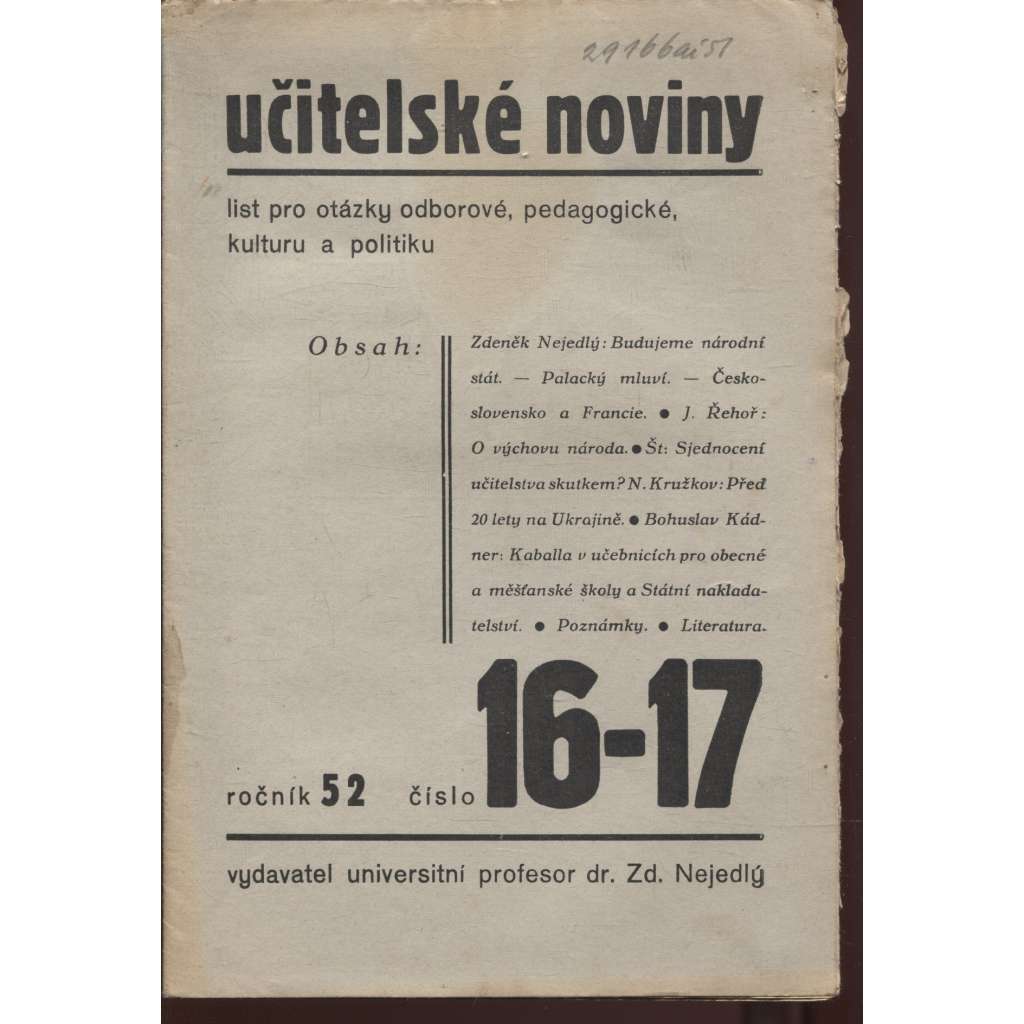 učitelské noviny
list pro otázky odborové, pedagogické,
kulturu a politiku
Obsah:
Zdeněk Nejedlý: Budujeme národní
stát. — Palacký mluví. — Česko-
slovensko a Francie. ● J. Řehoř:
O výchovu národa. ● Št: Sjednocení
učitelstva skutkem? N. Kružkov: Před
20 lety na Ukrajině. ● Bohuslav Kád-
ner: Kaballa v učebnicích pro obecné
a měšťanské školy a Státní naklada-
telství. ● Poznámky. ● Literatura.
ročník 52 číslo 16-17
vydavatel universitní profesor dr. Zd. Nejedlý